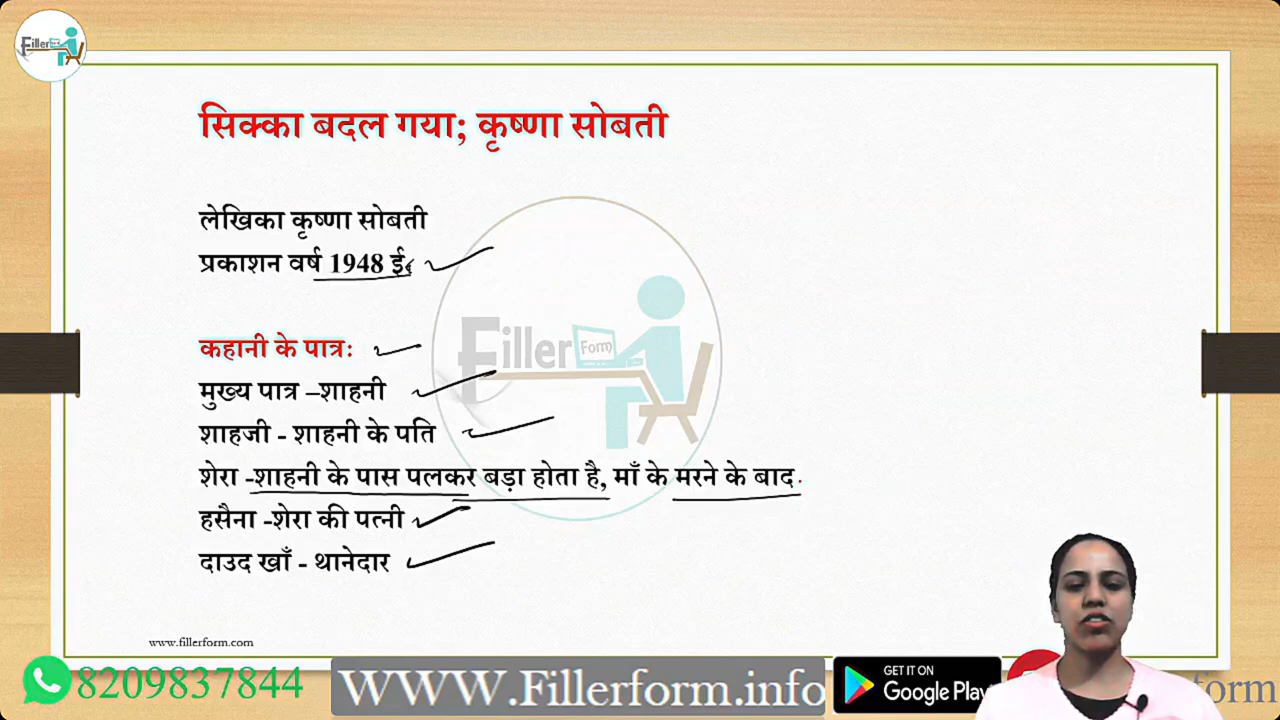 Filler Form
सिक्का बदल गया; कृष्णा सोबती
लेखिका कृष्णा सोबती
प्रकाशन वर्ष 1948 ई.
कहानी के पात्रः
मुख्य पात्र –शाहनी
शाहजी - शाहनी के पति
शेरा -शाहनी के पास पलकर बड़ा होता है, माँ के मरने के बाद
हसैना -शेरा की पत्नी
दाउद खाँ - थानेदार
Filler Form
www.fillerform.com
8209837844
WWW.Fillerform.info
GET IT ON
Google Play
form